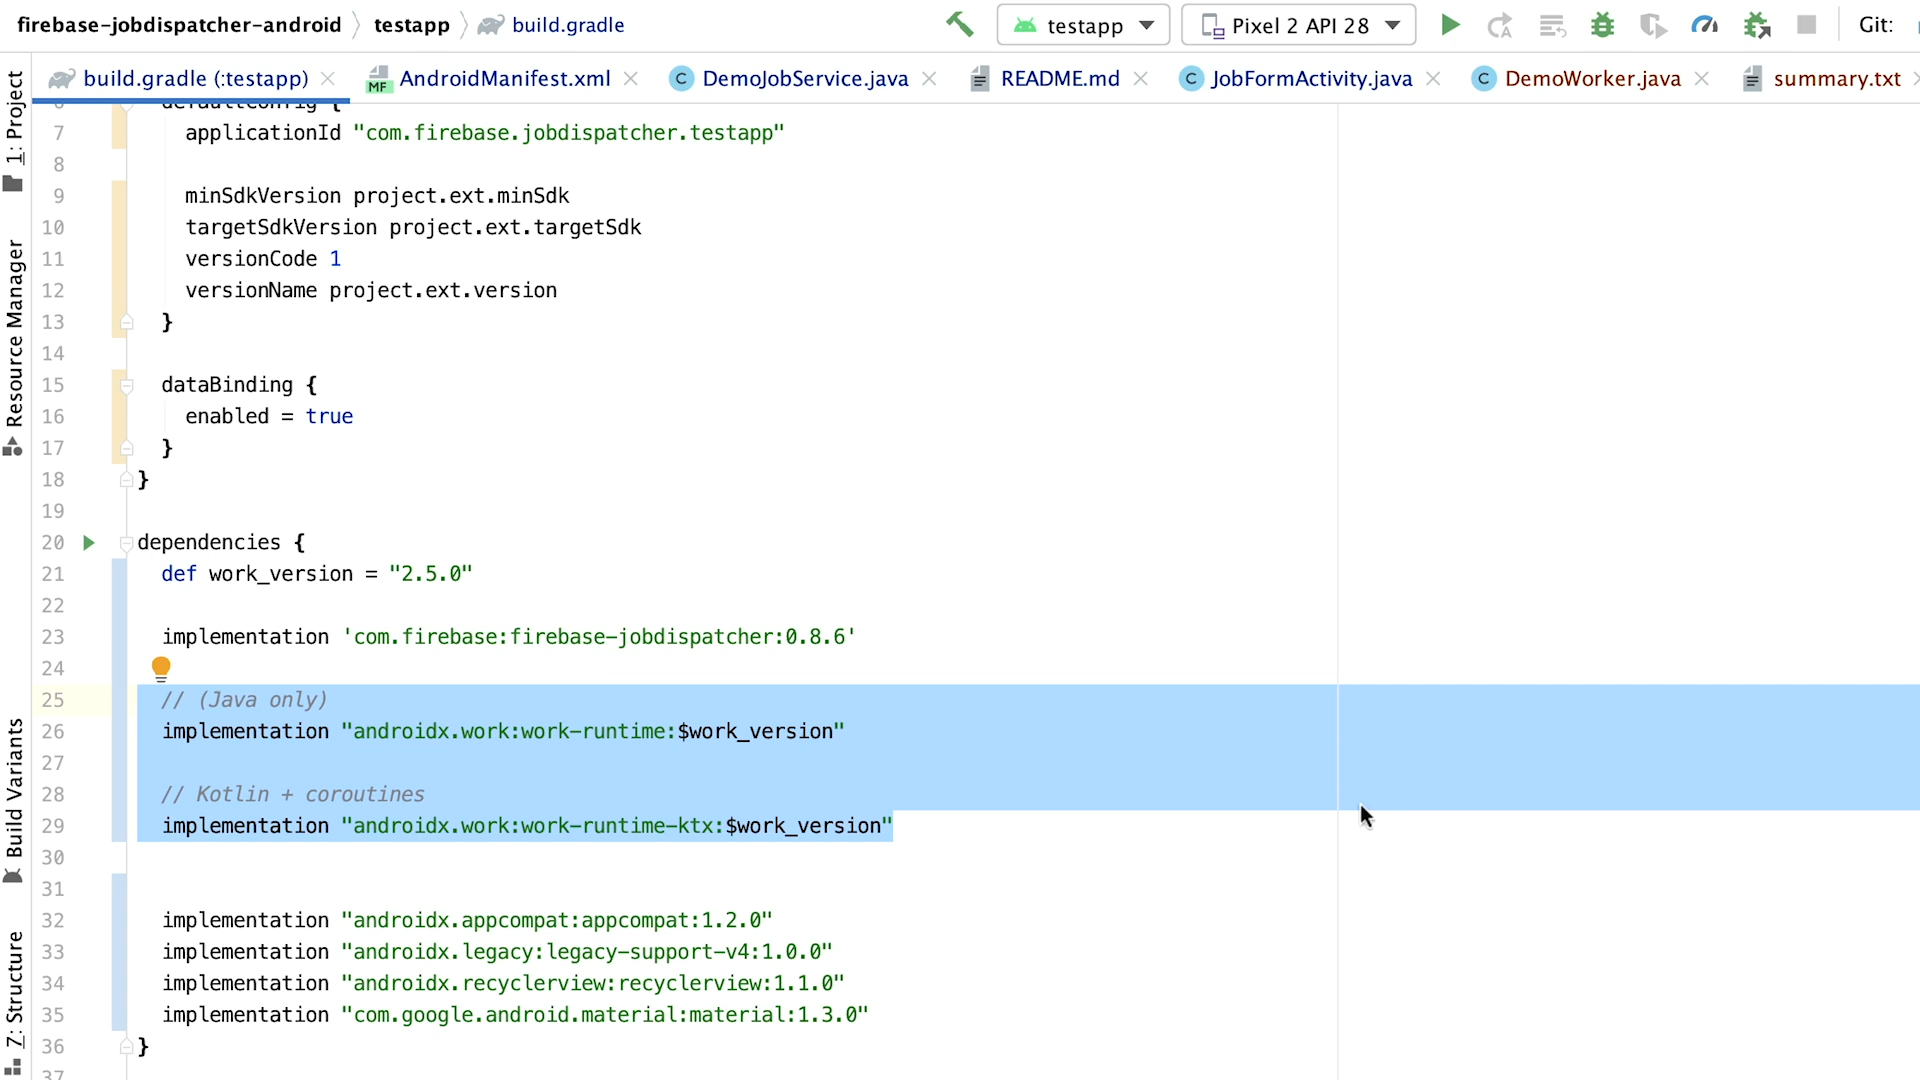 firebase-jobdispatcher-android testapp build.gradle testapp Pixel 2 API 28 Git:
build.gradle (:testapp) MF AndroidManifest.xml C DemoJobService.java README.md C JobFormActivity.java C DemoWorker.java summary.txt
1: Project
Resource Manager
Build Variants
Z: Structure
6 defaultConfig {
7 applicationId "com.firebase.jobdispatcher.testapp"
8
9 minSdkVersion project.ext.minSdk
10 targetSdkVersion project.ext.targetSdk
11 versionCode 1
12 versionName project.ext.version
13 }
14
15 dataBinding {
16 enabled = true
17 }
18 }
19
20 dependencies {
21 def work_version = "2.5.0"
22
23 implementation 'com.firebase:firebase-jobdispatcher:0.8.6'
24
25 // (Java only)
26 implementation "androidx.work:work-runtime:$work_version"
27
28 // Kotlin + coroutines
29 implementation "androidx.work:work-runtime-ktx:$work_version"
30
31
32 implementation "androidx.appcompat:appcompat:1.2.0"
33 implementation "androidx.legacy:legacy-support-v4:1.0.0"
34 implementation "androidx.recyclerview:recyclerview:1.1.0"
35 implementation "com.google.android.material:material:1.3.0"
36 }
37